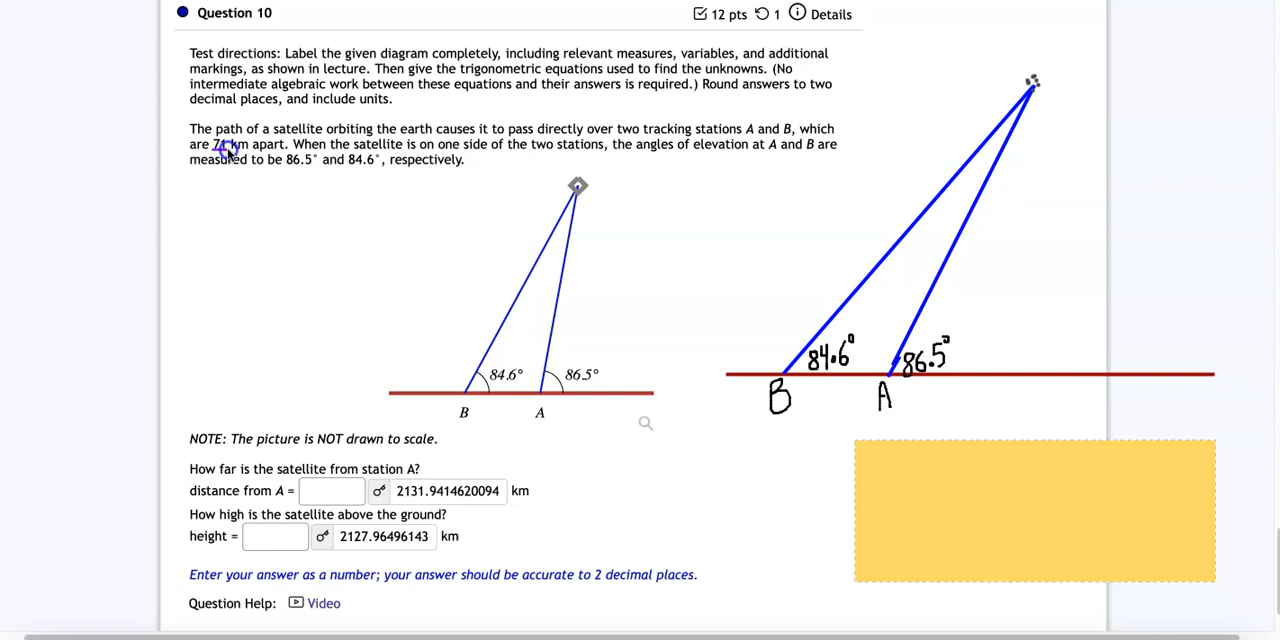 Question 10
12 pts 1 Details
Test directions: Label the given diagram completely, including relevant measures, variables, and additional
markings, as shown in lecture. Then give the trigonometric equations used to find the unknowns. (No
intermediate algebraic work between these equations and their answers is required.) Round answers to two
decimal places, and include units.
The path of a satellite orbiting the earth causes it to pass directly over two tracking stations A and B, which
are km apart. When the satellite is on one side of the two stations, the angles of elevation at A and B are
measured to be 86.5° and 84.6°, respectively.
84.6° 86.5°
B A
84.6° 86.5°
B A
NOTE: The picture is NOT drawn to scale.
How far is the satellite from station A?
distance from A = 2131.9414620094 km
How high is the satellite above the ground?
height = 2127.96496143 km
Enter your answer as a number; your answer should be accurate to 2 decimal places.
Question Help: Video